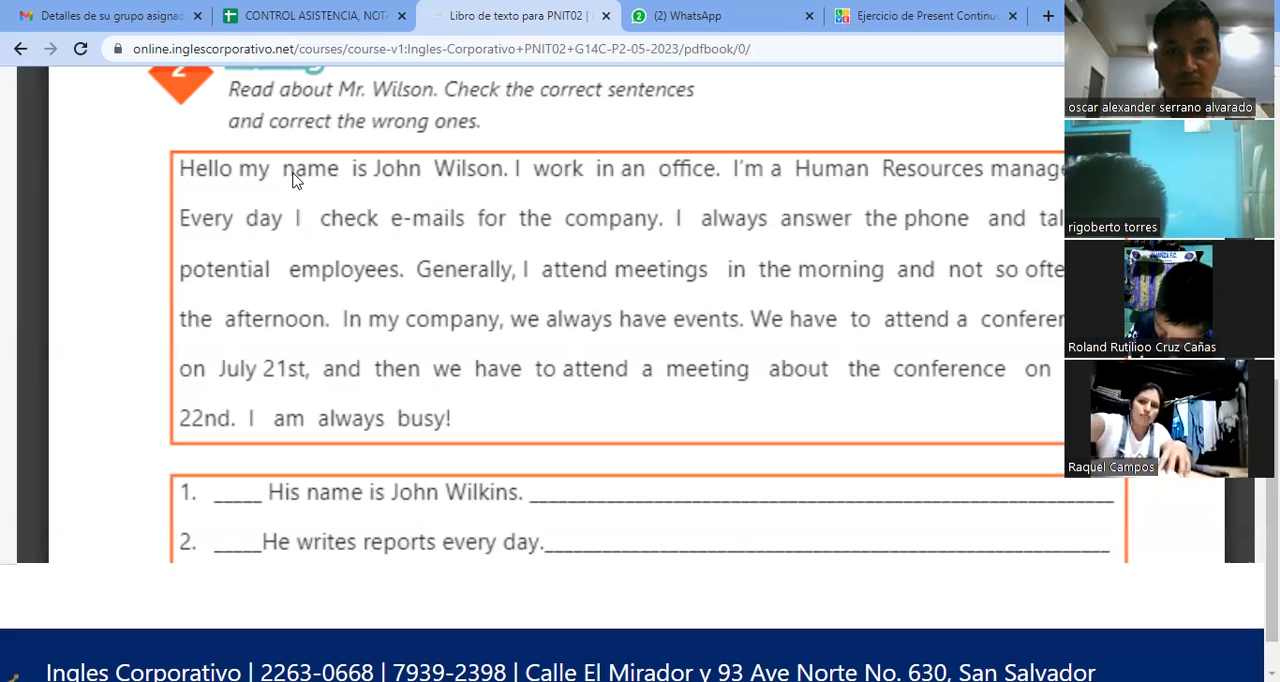 Detalles de su grupo asignad
CONTROL ASISTENCIA, NOT
Libro de texto para PNIT02 |
(2) WhatsApp
Ejercicio de Present Continu
online.inglescorporativo.net/courses/course-v1:Ingles-Corporativo+PNIT02+G14C-P2-05-2023/pdfbook/0/
2
Read about Mr. Wilson. Check the correct sentences
and correct the wrong ones.
Hello my name is John Wilson. I work in an office. I'm a Human Resources manage
Every day I check e-mails for the company. I always answer the phone and tal
potential employees. Generally, I attend meetings in the morning and not so ofte
the afternoon. In my company, we always have events. We have to attend a conferen
on July 21st, and then we have to attend a meeting about the conference on
22nd. I am always busy!
1. _____ His name is John Wilkins. ______
2. _____He writes reports every day.______
Ingles Corporativo | 2263-0668 | 7939-2398 | Calle El Mirador y 93 Ave Norte No. 630, San Salvador
oscar alexander serrano alvarado
rigoberto torres
Roland Rutilioo Cruz Cañas
Raquel Campos